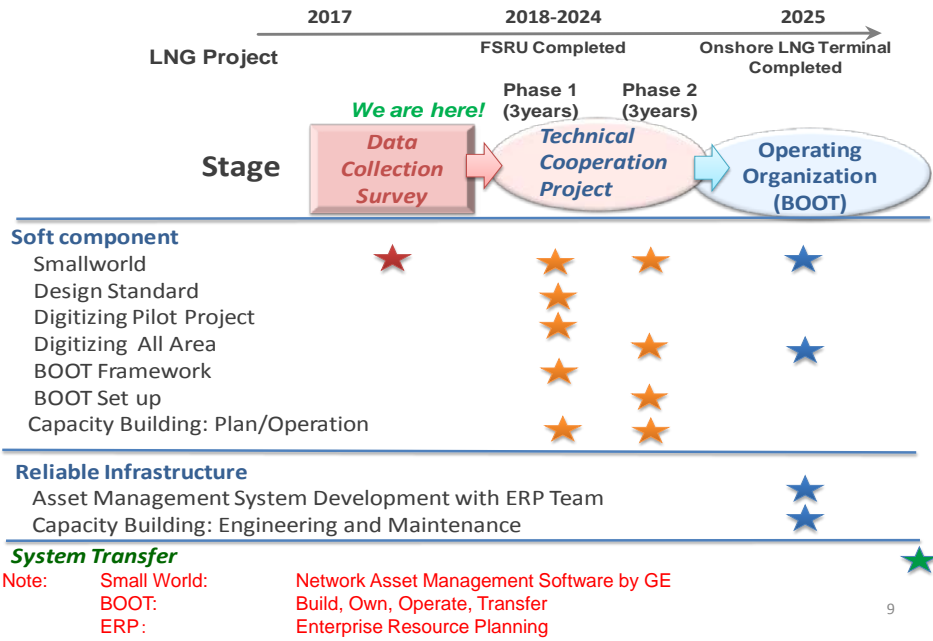 2017 2018-2024 2025
LNG Project
FSRU Completed
Onshore LNG Terminal
Completed
We are here!
Phase 1
(3years)
Phase 2
(3years)
Stage
Data
Collection
Survey
Technical
Cooperation
Project
Operating
Organization
(BOOT)
Soft component
Smallworld
Design Standard
Digitizing Pilot Project
Digitizing All Area
BOOT Framework
BOOT Set up
Capacity Building: Plan/Operation
Reliable Infrastructure
Asset Management System Development with ERP Team
Capacity Building: Engineering and Maintenance
System Transfer
Note: Small World: Network Asset Management Software by GE
BOOT: Build, Own, Operate, Transfer
ERP: Enterprise Resource Planning
9